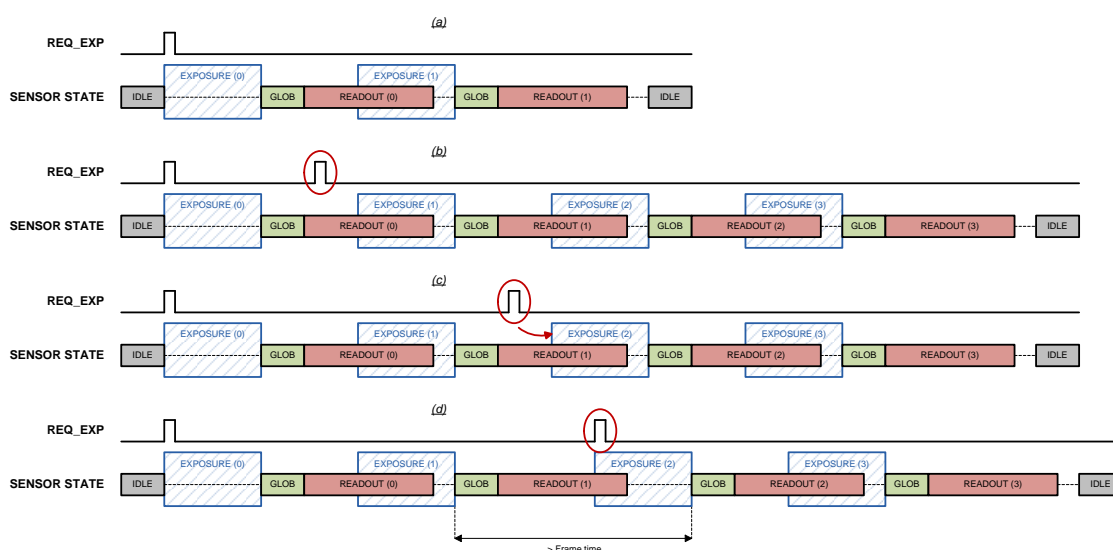 (a)
REQ_EXP
EXPOSURE (0) EXPOSURE (1)
SENSOR STATE IDLE GLOB READOUT (0) GLOB READOUT (1) IDLE
(b)
REQ_EXP
EXPOSURE (0) EXPOSURE (1) EXPOSURE (2) EXPOSURE (3)
SENSOR STATE IDLE GLOB READOUT (0) GLOB READOUT (1) GLOB READOUT (2) GLOB READOUT (3) IDLE
(c)
REQ_EXP
EXPOSURE (0) EXPOSURE (1) EXPOSURE (2) EXPOSURE (3)
SENSOR STATE IDLE GLOB READOUT (0) GLOB READOUT (1) GLOB READOUT (2) GLOB READOUT (3) IDLE
(d)
REQ_EXP
EXPOSURE (0) EXPOSURE (1) EXPOSURE (2) EXPOSURE (3)
SENSOR STATE IDLE GLOB READOUT (0) GLOB READOUT (1) GLOB READOUT (2) GLOB READOUT (3) IDLE
> Frame time